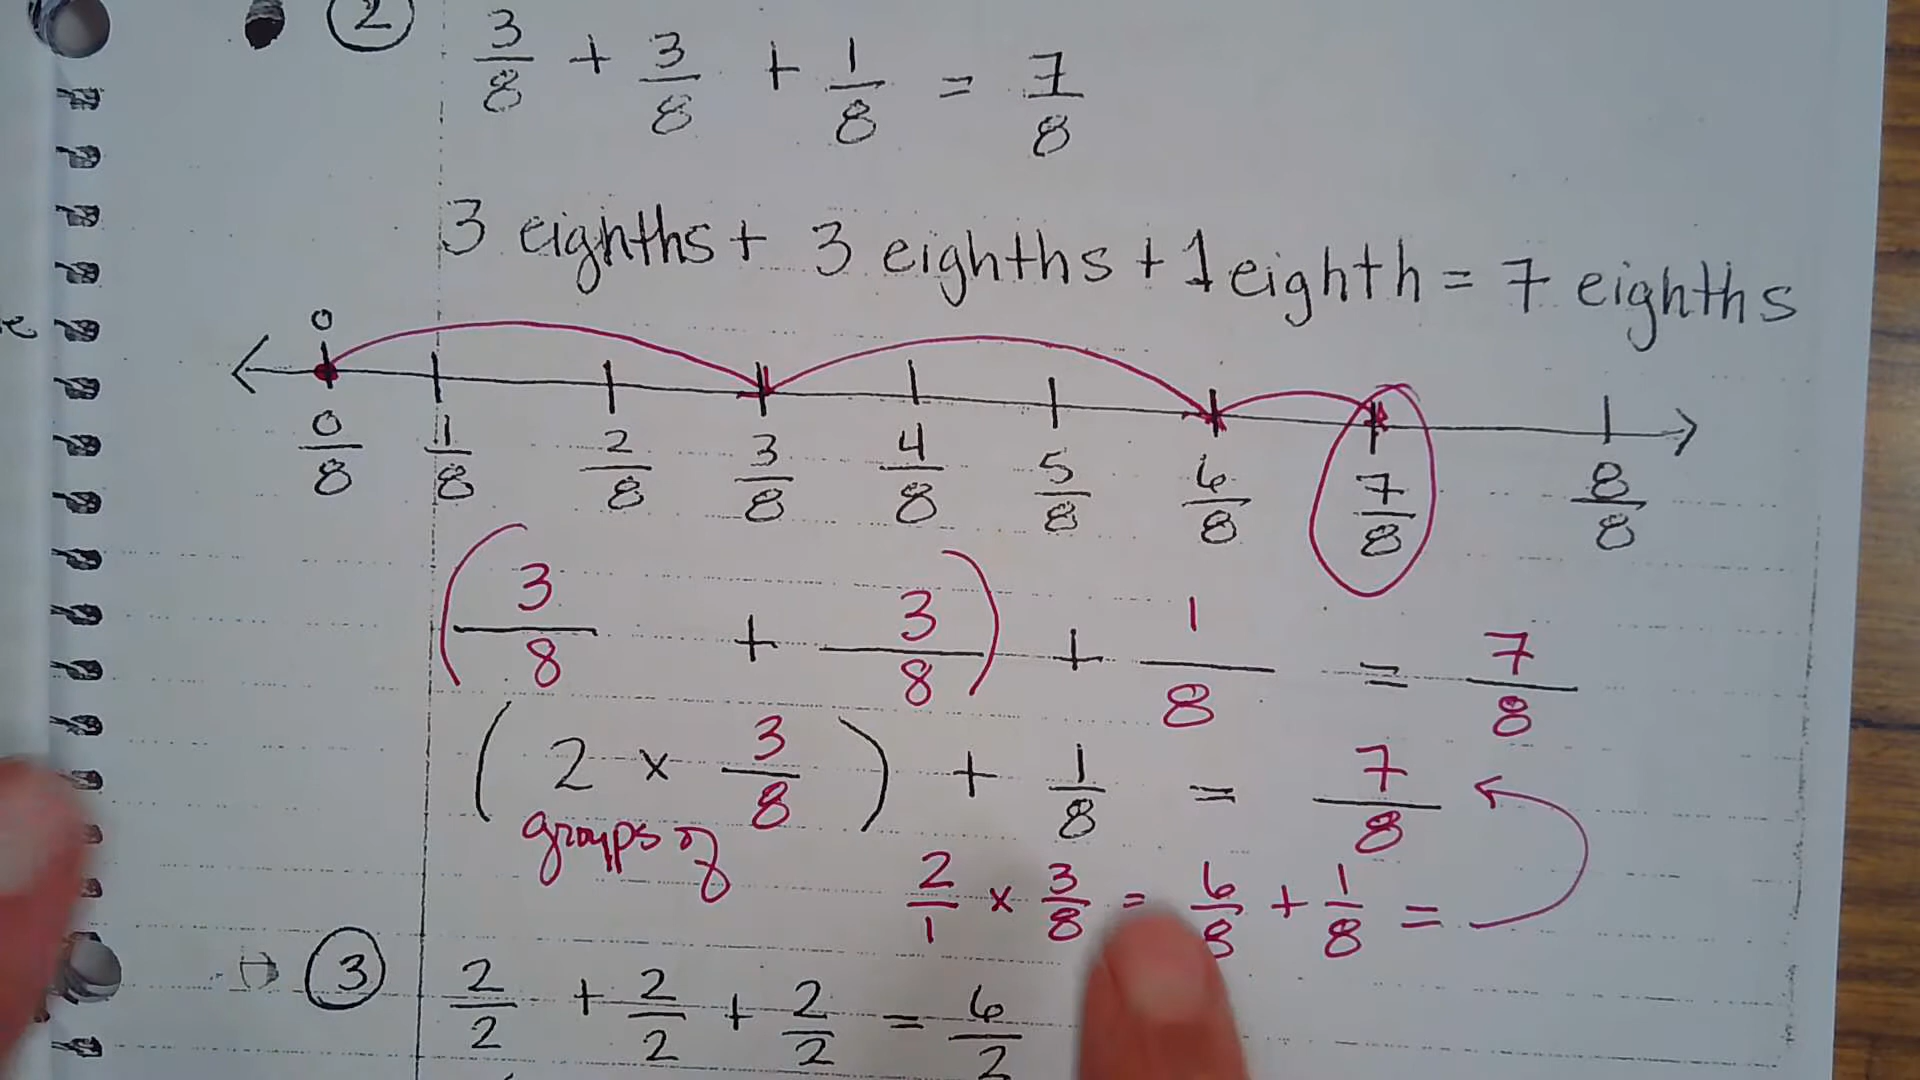 ② 3/8 + 3/8 + 1/8 = 7/8
3 eighths + 3 eighths + 1 eighth = 7 eighths
0
0/8 1/8 2/8 3/8 4/8 5/8 6/8 7/8 8/8
(3/8 + 3/8) + 1/8 = 7/8
(2 × 3/8) + 1/8 = 7/8
groups of
2/1 × 3/8 = 6/8 + 1/8 =
③ 2/2 + 2/2 + 2/2 = 6/2